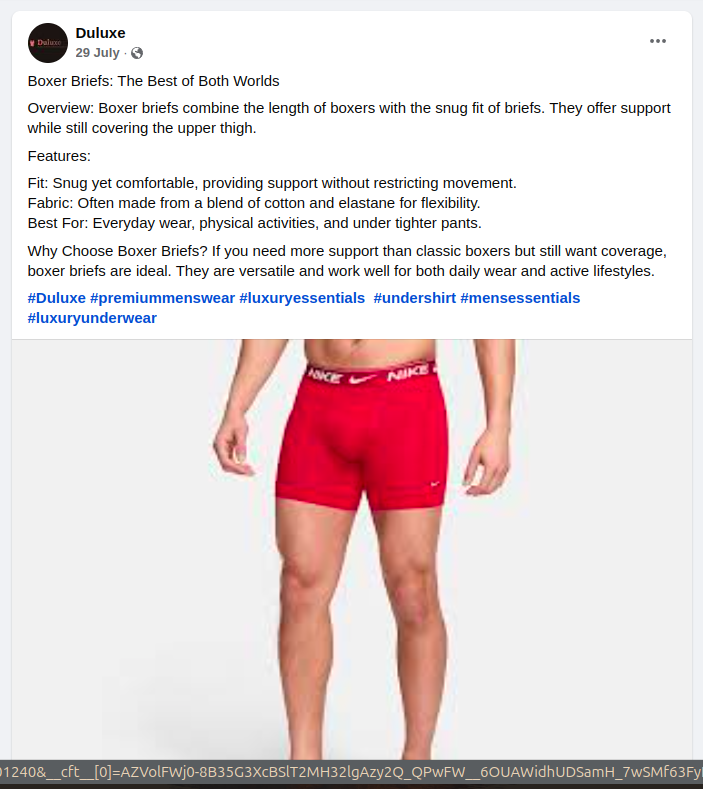 Duluxe
Duluxe
29 July ·
Boxer Briefs: The Best of Both Worlds
Overview: Boxer briefs combine the length of boxers with the snug fit of briefs. They offer support
while still covering the upper thigh.
Features:
Fit: Snug yet comfortable, providing support without restricting movement.
Fabric: Often made from a blend of cotton and elastane for flexibility.
Best For: Everyday wear, physical activities, and under tighter pants.
Why Choose Boxer Briefs? If you need more support than classic boxers but still want coverage,
boxer briefs are ideal. They are versatile and work well for both daily wear and active lifestyles.
#Duluxe #premiummenswear #luxuryessentials #undershirt #mensessentials
#luxuryunderwear
NIKE NIKE
01240&__cft__[0]=AZVolFWj0-8B35G3XcBSlT2MH32lgAzy2Q_QPwFW__6OUAWidhUDSamH_7wSMf63Fy